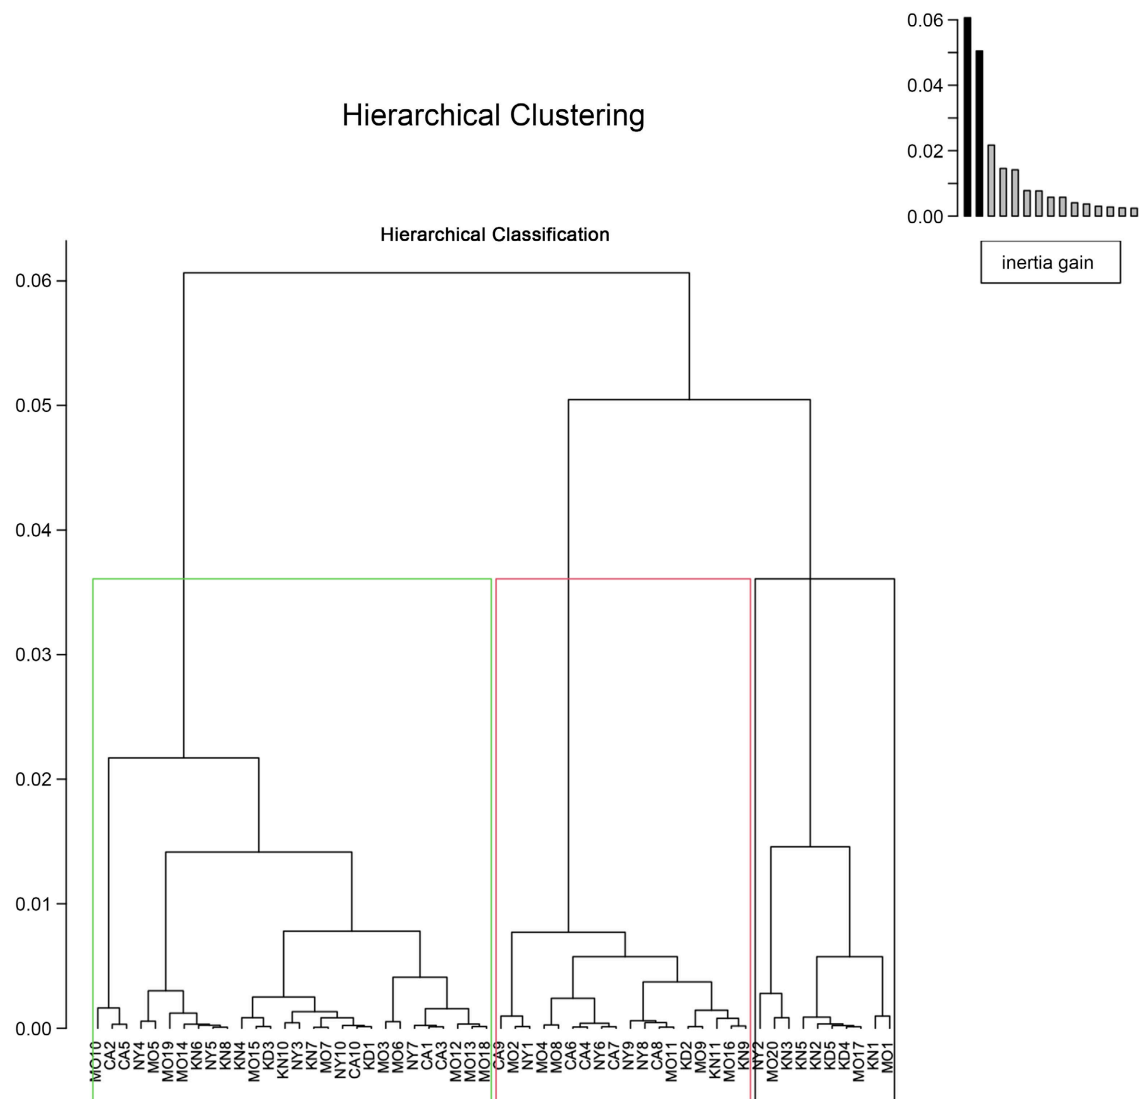 0.06
0.04
0.02
0.00
Hierarchical Clustering
inertia gain
Hierarchical Classification
0.06
0.05
0.04
0.03
0.02
0.01
0.00
MO10
CA2
CA5
NY4
MO5
MO19
MO14
KN6
NY5
KN8
KN4
MO15
KD3
KN10
NY3
KN7
MO7
NY10
CA10
KD1
MO3
MO6
NY7
CA1
CA3
MO12
MO13
MO18
CA9
MO2
NY1
MO4
MO8
CA6
CA4
NY6
CA7
NY9
NY8
CA8
MO11
KD2
MO9
KN11
MO16
KN9
NY2
MO20
KN3
KN5
KN2
KD5
KD4
MO17
KN1
MO1